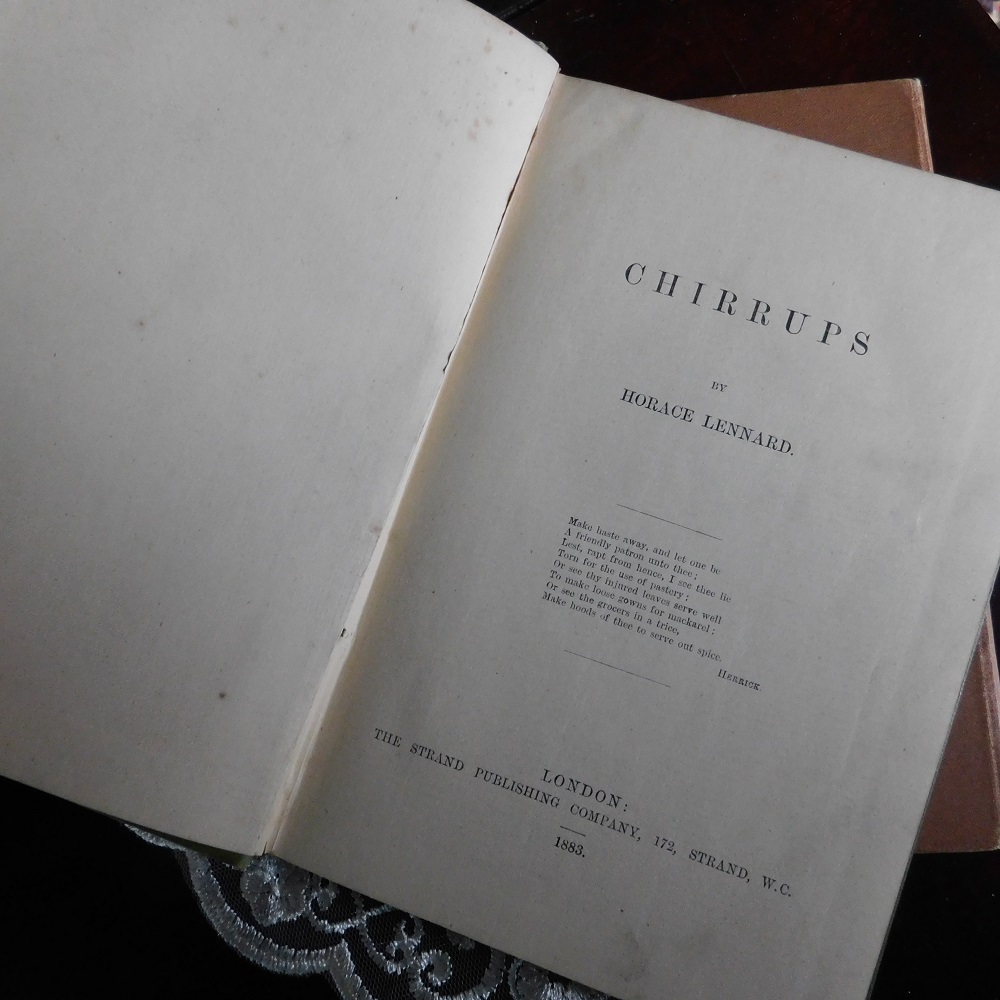 CHIRRUPS
BY
HORACE LENNARD.
Make haste away, and let one be
A friendly patron unto thee;
Lest, rapt from hence, I see thee lie
Torn for the use of pastery;
Or see thy injured leaves serve well
To make loose gowns for mackarel:
Or see the grocers in a trice,
Make hoods of thee to serve out spice.
HERRICK.
LONDON:
THE STRAND PUBLISHING COMPANY, 172, STRAND, W.C.
1883.